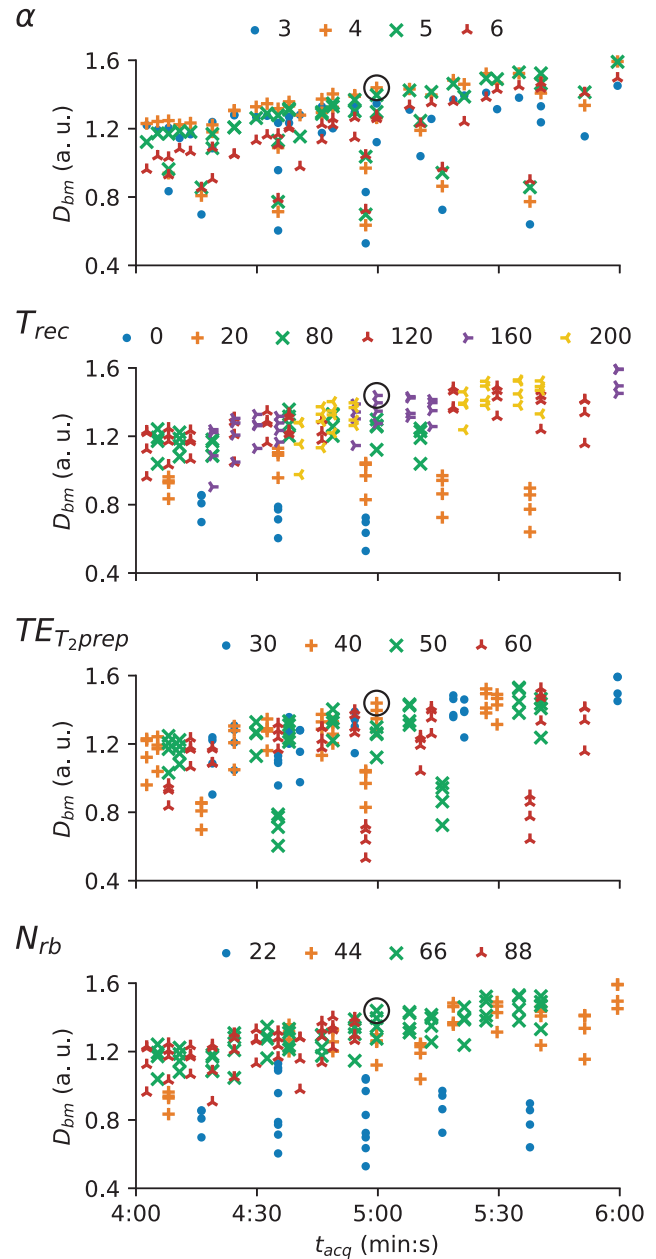 α
3 4 5 6
1.6
1.2
0.8
0.4
D_bm (a. u.)
T_rec
0 20 80 120 160 200
1.6
1.2
0.8
0.4
D_bm (a. u.)
TE_T₂prep
30 40 50 60
1.6
1.2
0.8
0.4
D_bm (a. u.)
N_rb
22 44 66 88
1.6
1.2
0.8
0.4
D_bm (a. u.)
4:00 4:30 5:00 5:30 6:00
t_acq (min:s)